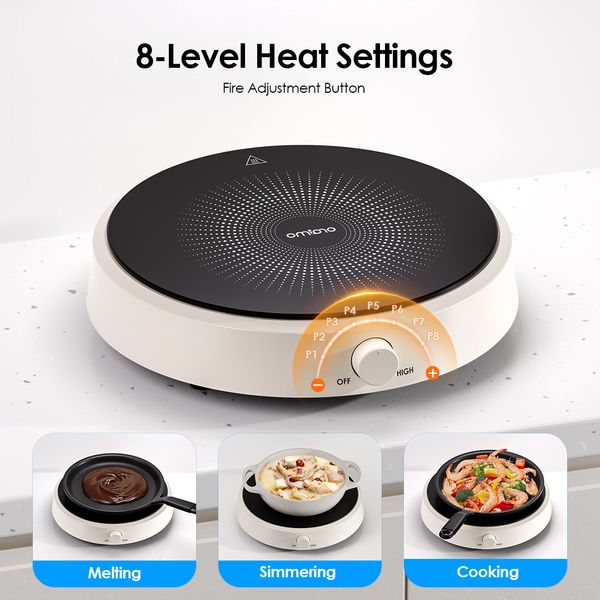 8-Level Heat Settings
Fire Adjustment Button
omimo
P1 P2 P3 P4 P5 P6 P7 P8
OFF HIGH
Melting
Simmering
Cooking